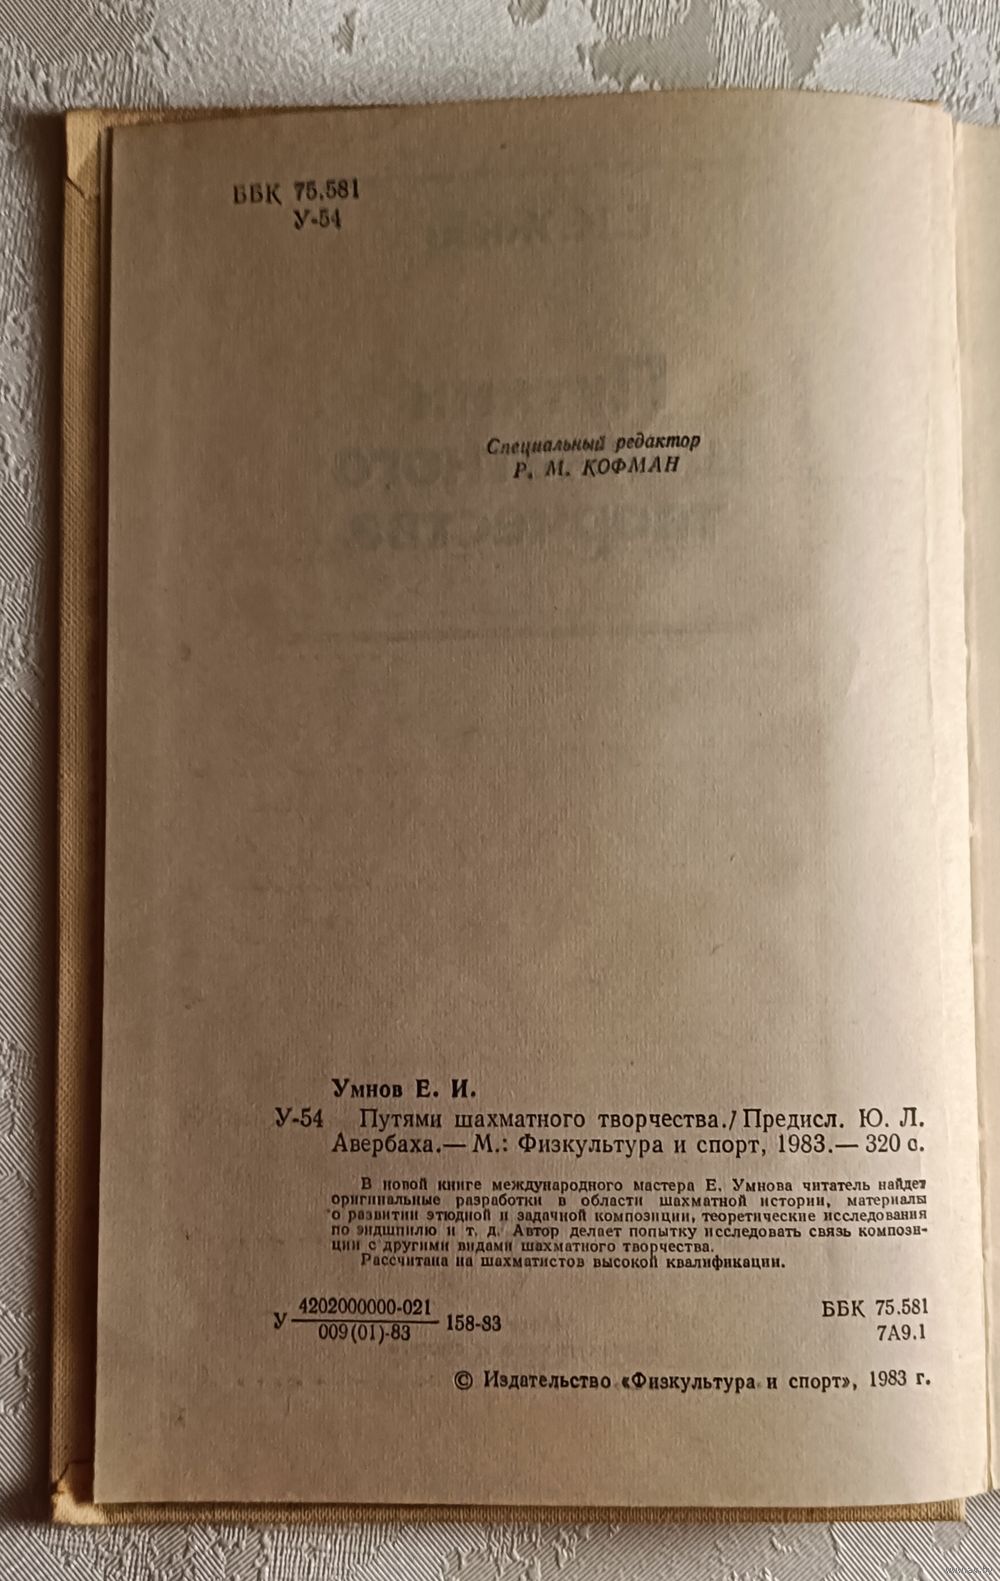 ББК 75.581
У-54
Специальный редактор
Р. М. КОФМАН
Умнов Е. И.
У-54 Путями шахматного творчества./Предисл. Ю. Л.
Авербаха.— М.: Физкультура и спорт, 1983.— 320 с.
В новой книге международного мастера Е. Умнова читатель найдет
оригинальные разработки в области шахматной истории, материалы
о развитии этюдной и задачной композиции, теоретические исследования
по эндшпилю и т. д. Автор делает попытку исследовать связь компози-
ции с другими видами шахматного творчества.
Рассчитана на шахматистов высокой квалификации.
У 4202000000-021
009(01)-83 158-83
ББК 75.581
7А9.1
© Издательство «Физкультура и спорт», 1983 г.